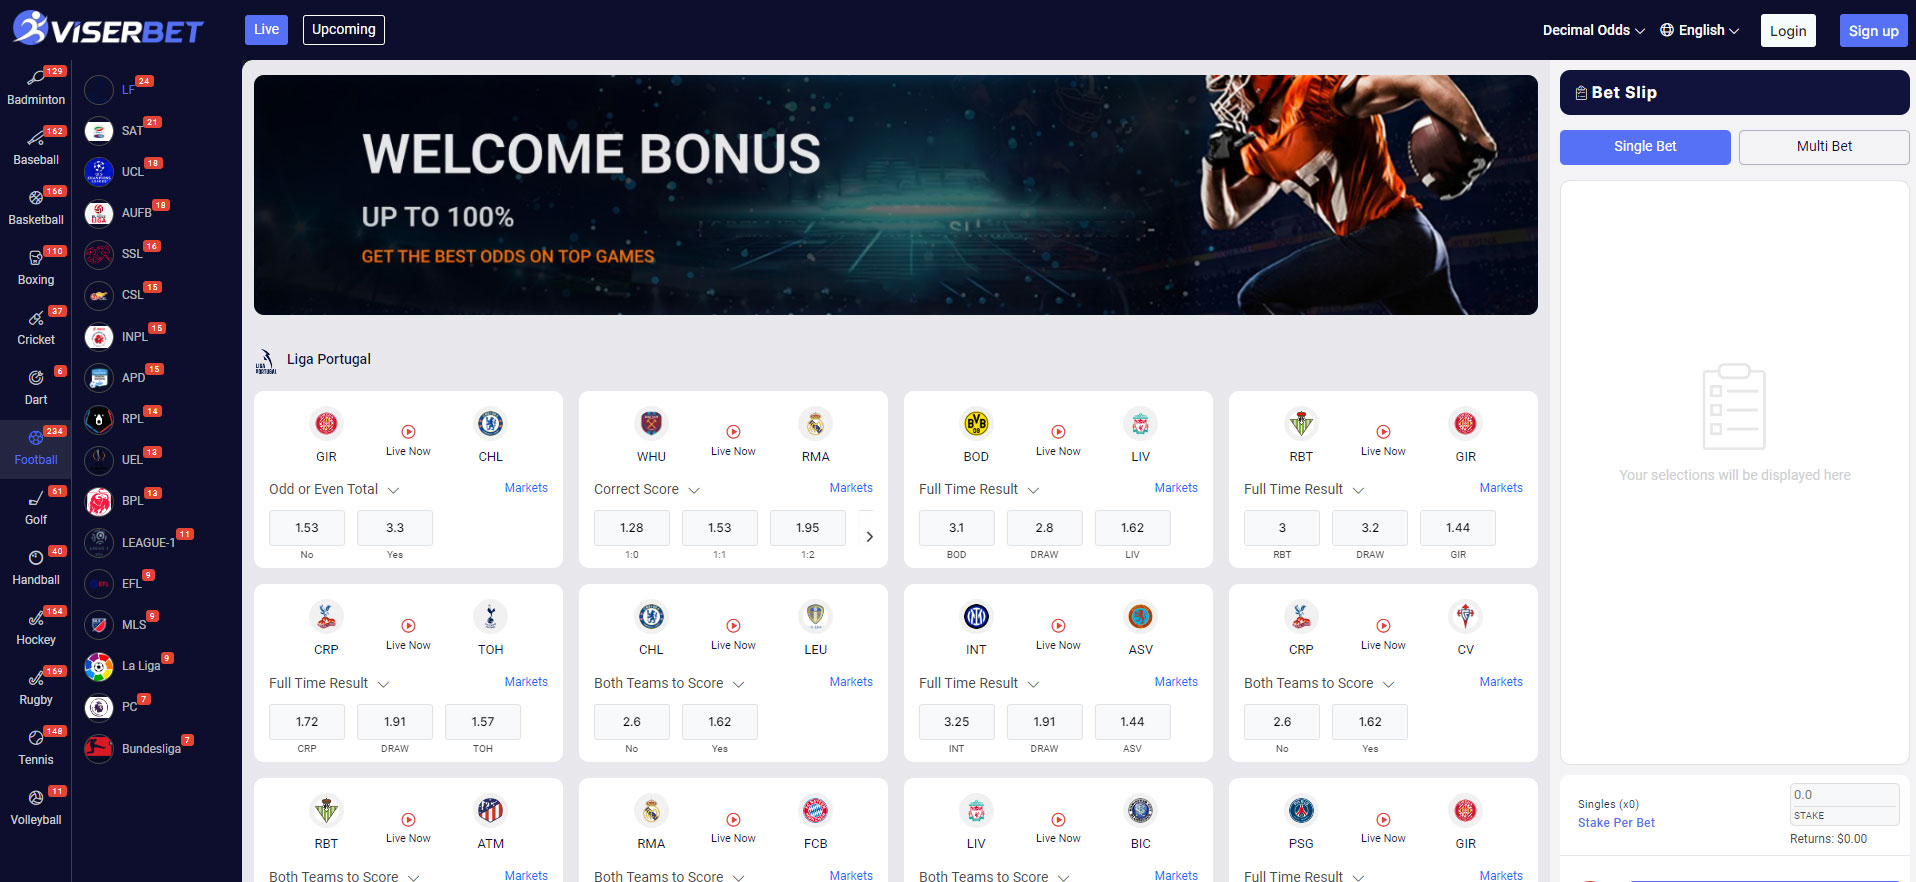 VISERBET
Live
Upcoming
Decimal Odds
English
Login
Sign up
129
Badminton
162
Baseball
166
Basketball
110
Boxing
37
Cricket
6
Dart
234
Football
61
Golf
40
Handball
164
Hockey
169
Rugby
148
Tennis
11
Volleyball
LF 24
SAT 21
UCL 18
AUFB 18
SSL 16
CSL 15
INPL 15
APD 15
RPL 14
UEL 13
BPL 13
LEAGUE-1 11
EFL 9
MLS 9
La Liga 9
PC 7
Bundesliga 7
WELCOME BONUS
UP TO 100%
GET THE BEST ODDS ON TOP GAMES
LIGA
PORTUGAL
Liga Portugal
GIR Live Now CHL
Odd or Even Total Markets
1.53 3.3
No Yes
WHU Live Now RMA
Correct Score Markets
1.28 1.53 1.95
1:0 1:1 1:2
BVB
09
BOD Live Now LIV
Full Time Result Markets
3.1 2.8 1.62
BOD DRAW LIV
RBT Live Now GIR
Full Time Result Markets
3 3.2 1.44
RBT DRAW GIR
CRP Live Now TOH
Full Time Result Markets
1.72 1.91 1.57
CRP DRAW TOH
CHL Live Now LEU
Both Teams to Score Markets
2.6 1.62
No Yes
INT Live Now ASV
Full Time Result Markets
3.25 1.91 1.44
INT DRAW ASV
CRP Live Now CV
Both Teams to Score Markets
2.6 1.62
No Yes
RBT Live Now ATM
Both Teams to Score Markets
RMA Live Now FCB
Both Teams to Score Markets
LIV Live Now BIC
Both Teams to Score Markets
PSG Live Now GIR
Full Time Result Markets
Bet Slip
Single Bet
Multi Bet
Your selections will be displayed here
Singles (x0)
Stake Per Bet
0.0
STAKE
Returns: $0.00